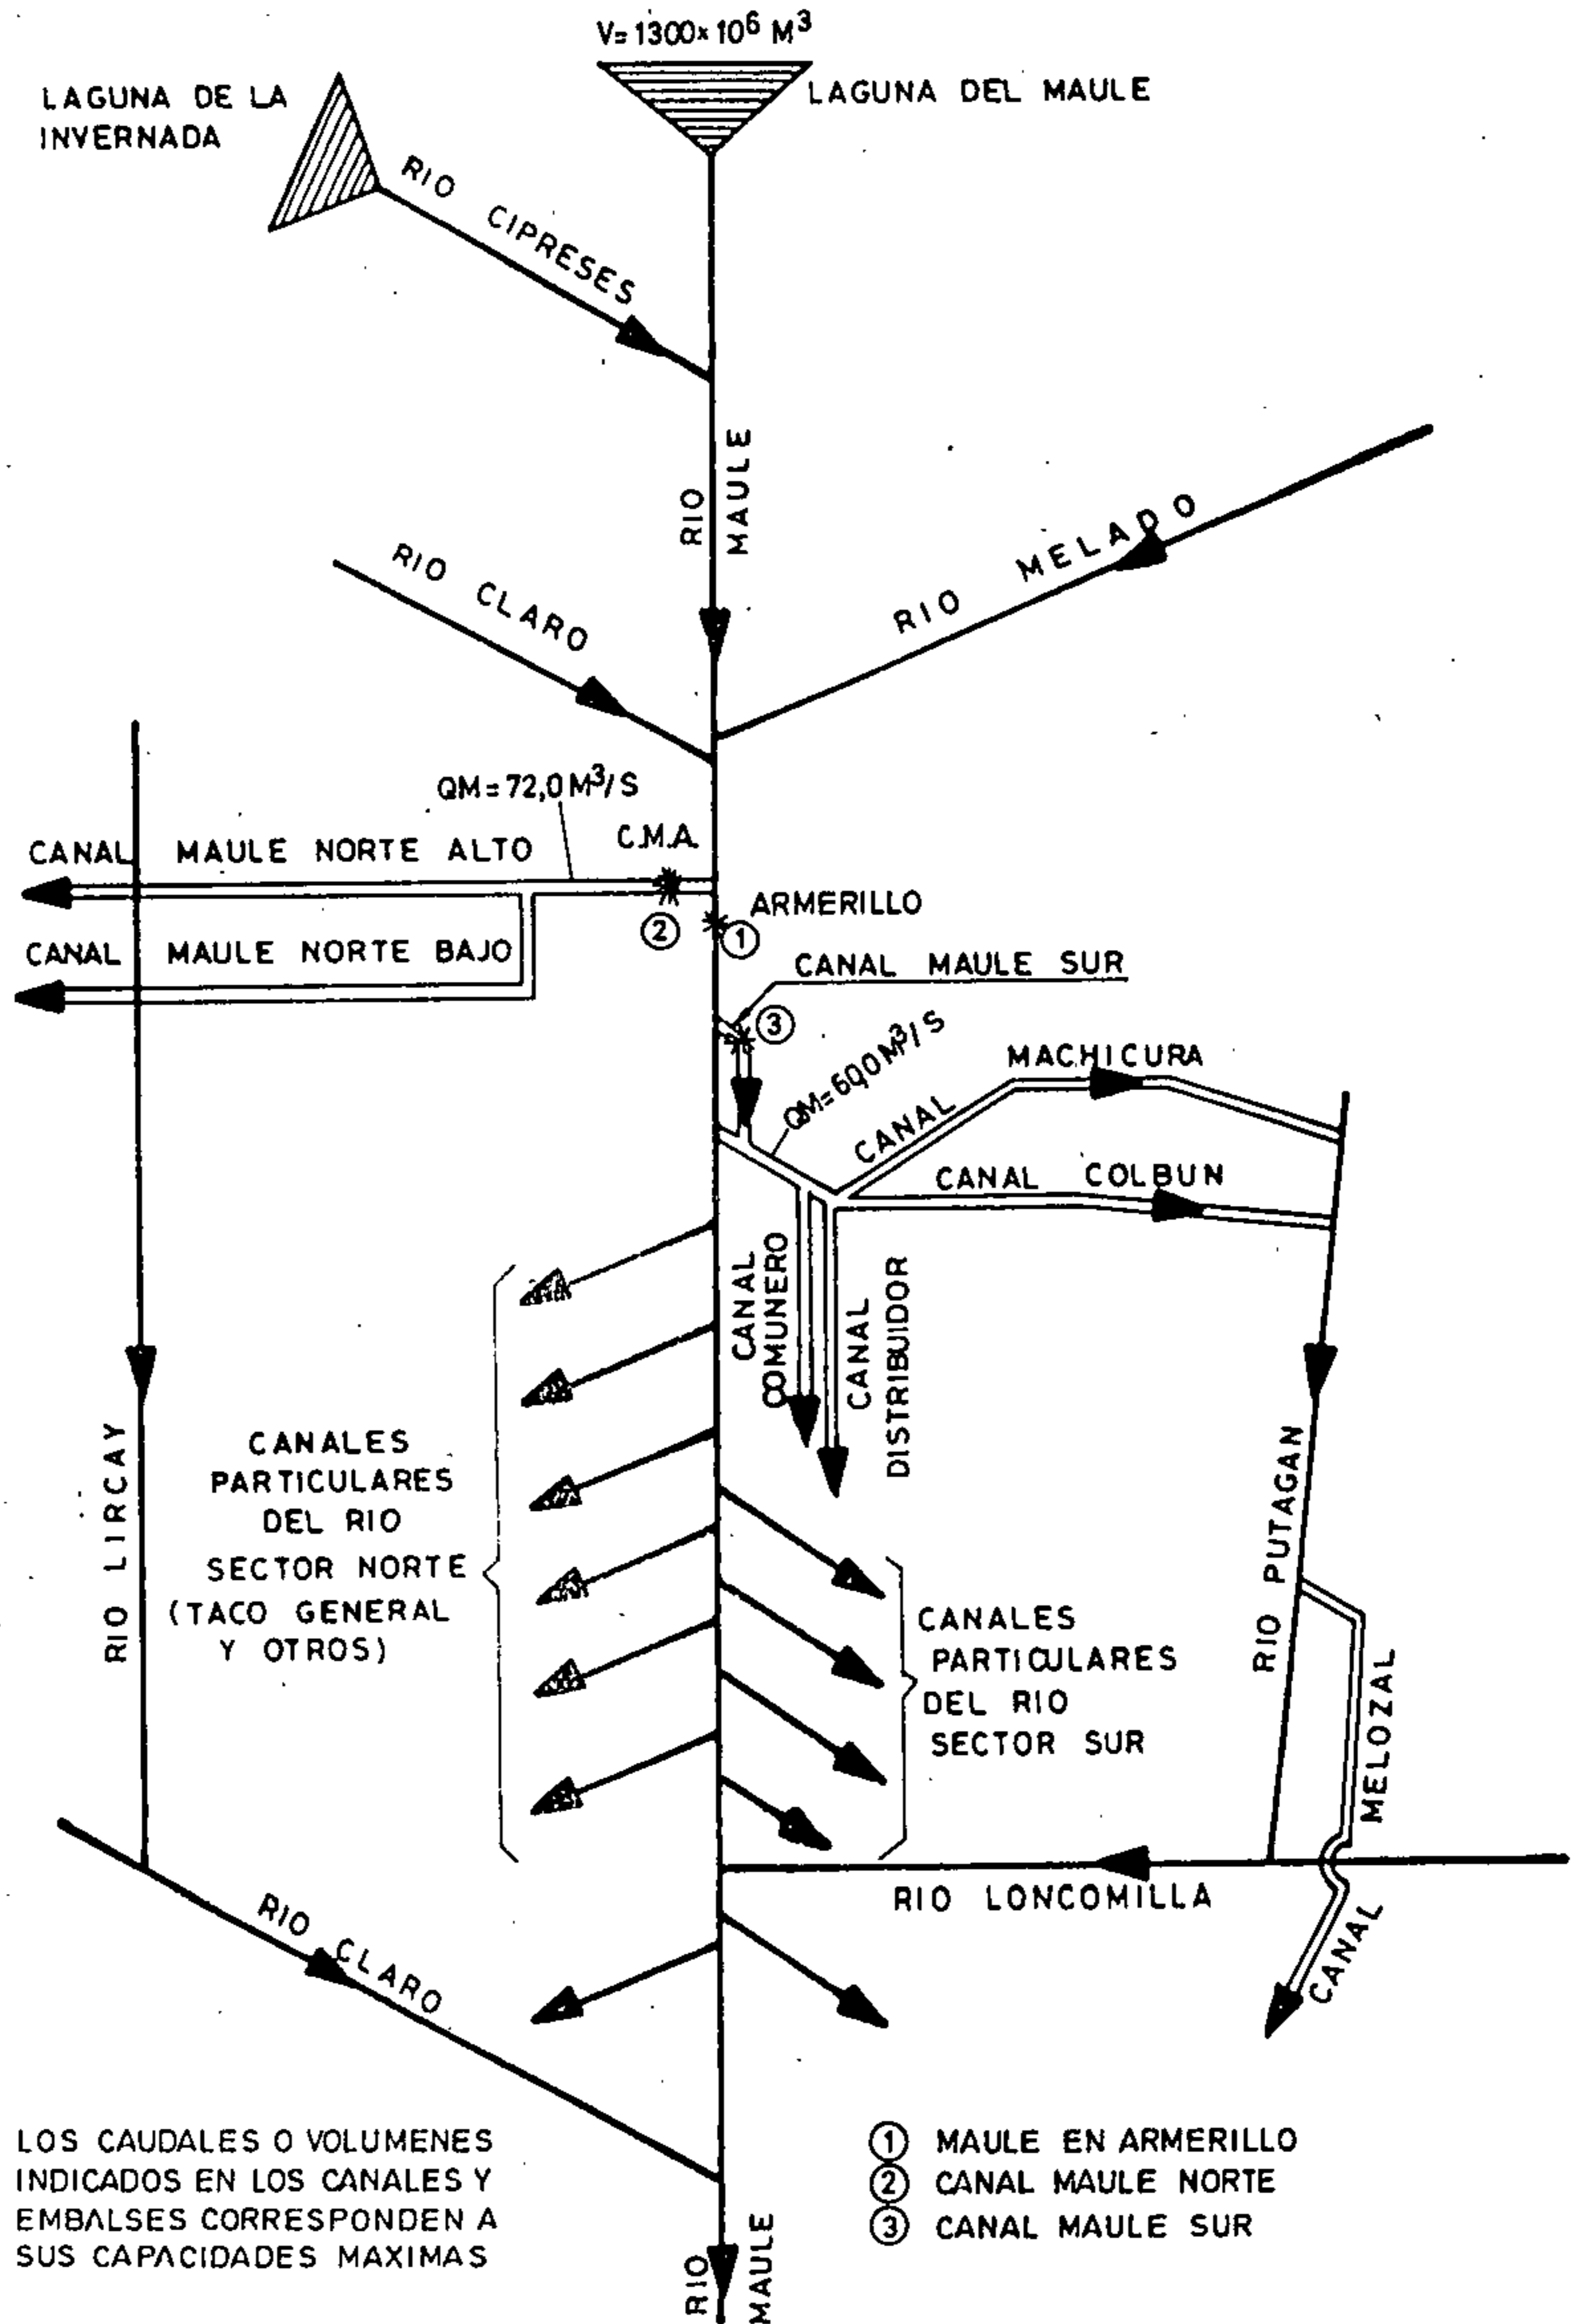 V= 1300 × 10⁶ M³
LAGUNA DE LA
INVERNADA
LAGUNA DEL MAULE
RIO CIPRESES
RIO MAULE
RIO MELADO
RIO CLARO
QM = 72,0 M³/S
C.M.A.
CANAL MAULE NORTE ALTO
ARMERILLO
② ①
CANAL MAULE NORTE BAJO
CANAL MAULE SUR
③
QM=60,0 M³/S
MACHICURA
CANAL
CANAL COLBUN
CANAL
COMUNERO
CANAL
DISTRIBUIDOR
RIO LIRCAY
CANALES
PARTICULARES
DEL RIO
SECTOR NORTE
(TACO GENERAL
Y OTROS)
RIO PUTAGAN
CANALES
PARTICULARES
DEL RIO
SECTOR SUR
MELOZAL
CANAL
RIO LONCOMILLA
RIO CLARO
LOS CAUDALES O VOLUMENES
INDICADOS EN LOS CANALES Y
EMBALSES CORRESPONDEN A
SUS CAPACIDADES MAXIMAS
① MAULE EN ARMERILLO
② CANAL MAULE NORTE
③ CANAL MAULE SUR
RIO
MAULE